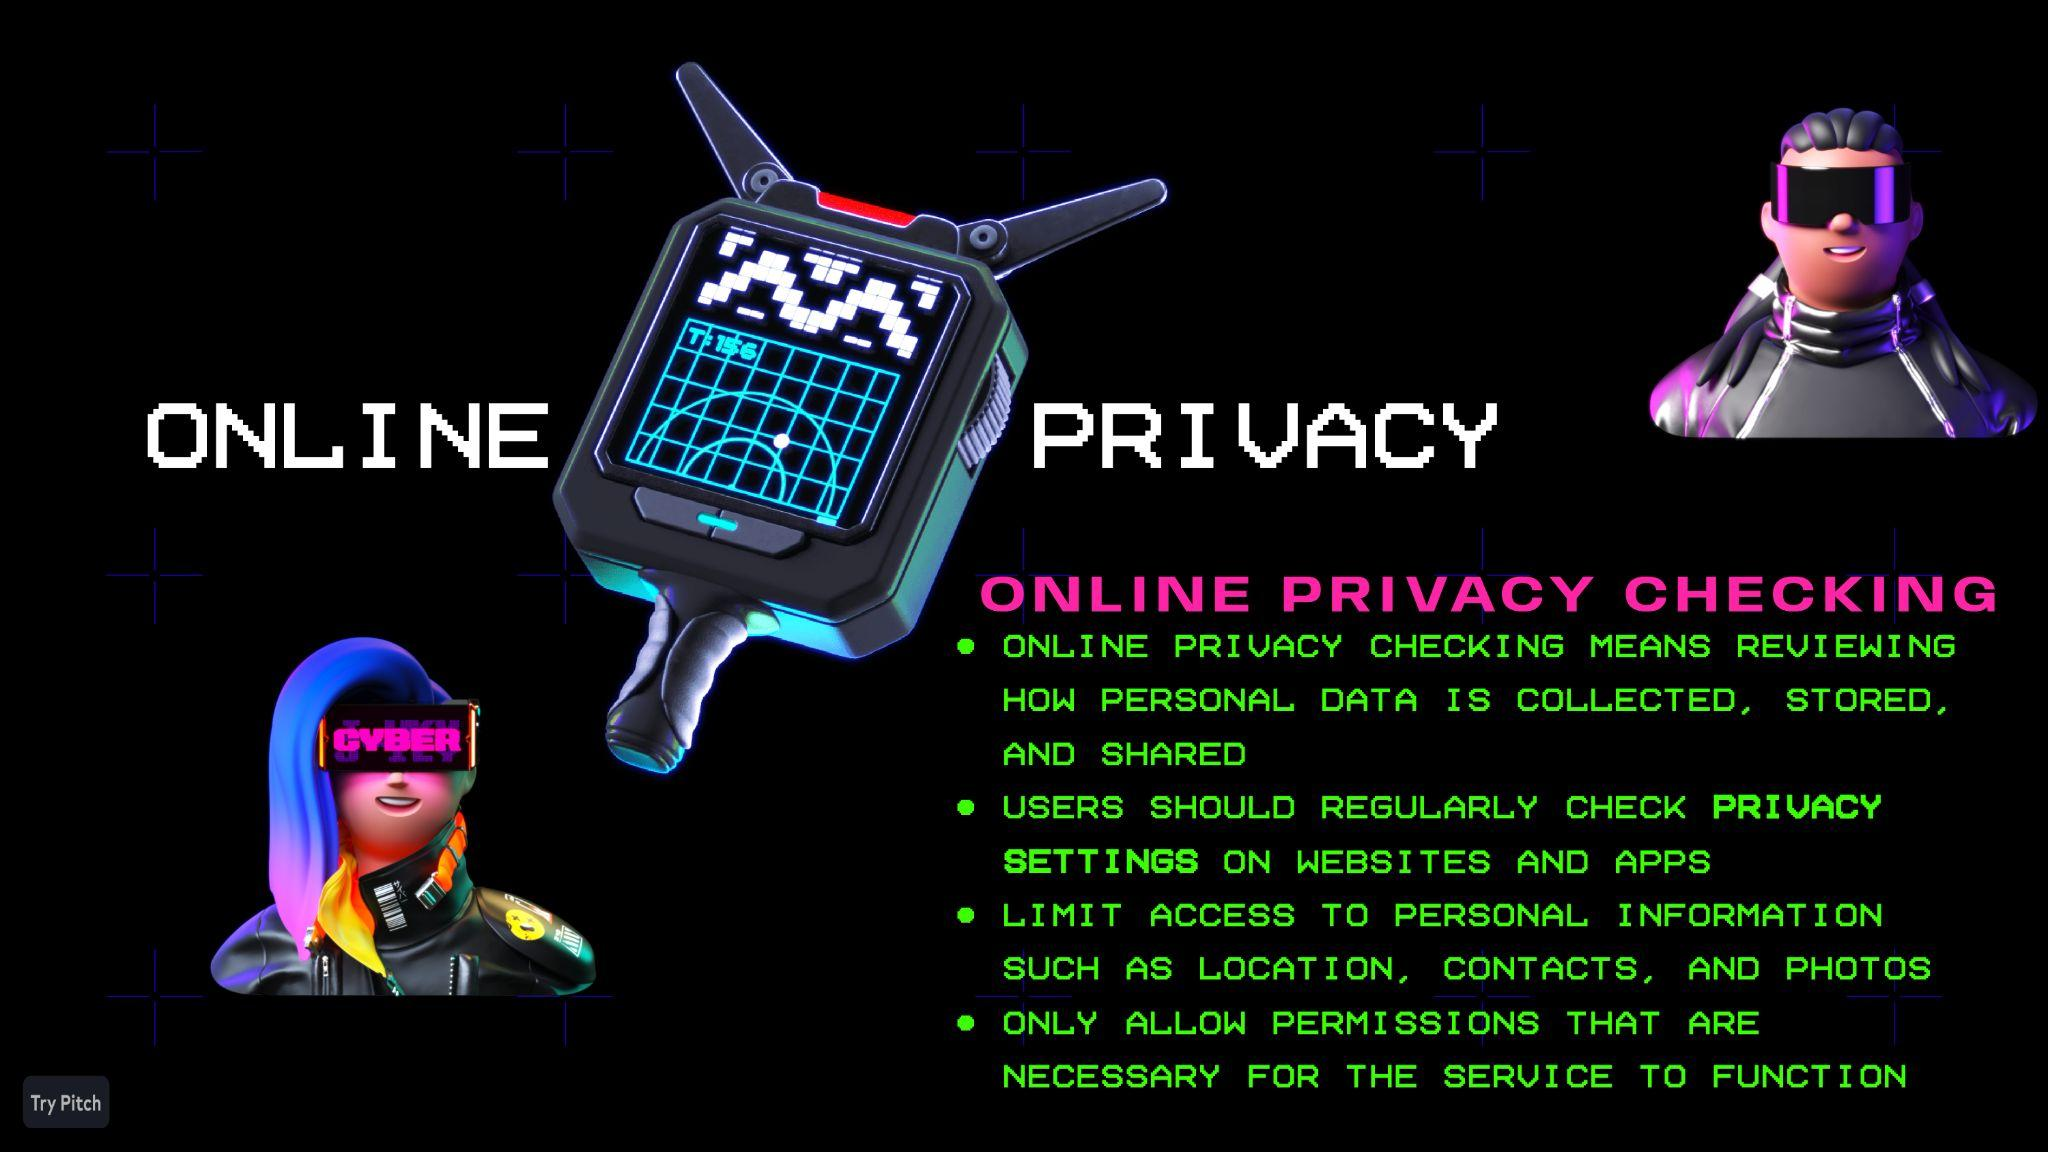 ONLINE PRIVACY
T:156
ONLINE PRIVACY CHECKING
• ONLINE PRIVACY CHECKING MEANS REVIEWING
HOW PERSONAL DATA IS COLLECTED, STORED,
AND SHARED
• USERS SHOULD REGULARLY CHECK PRIVACY
SETTINGS ON WEBSITES AND APPS
• LIMIT ACCESS TO PERSONAL INFORMATION
SUCH AS LOCATION, CONTACTS, AND PHOTOS
• ONLY ALLOW PERMISSIONS THAT ARE
NECESSARY FOR THE SERVICE TO FUNCTION
CYBER
Try Pitch